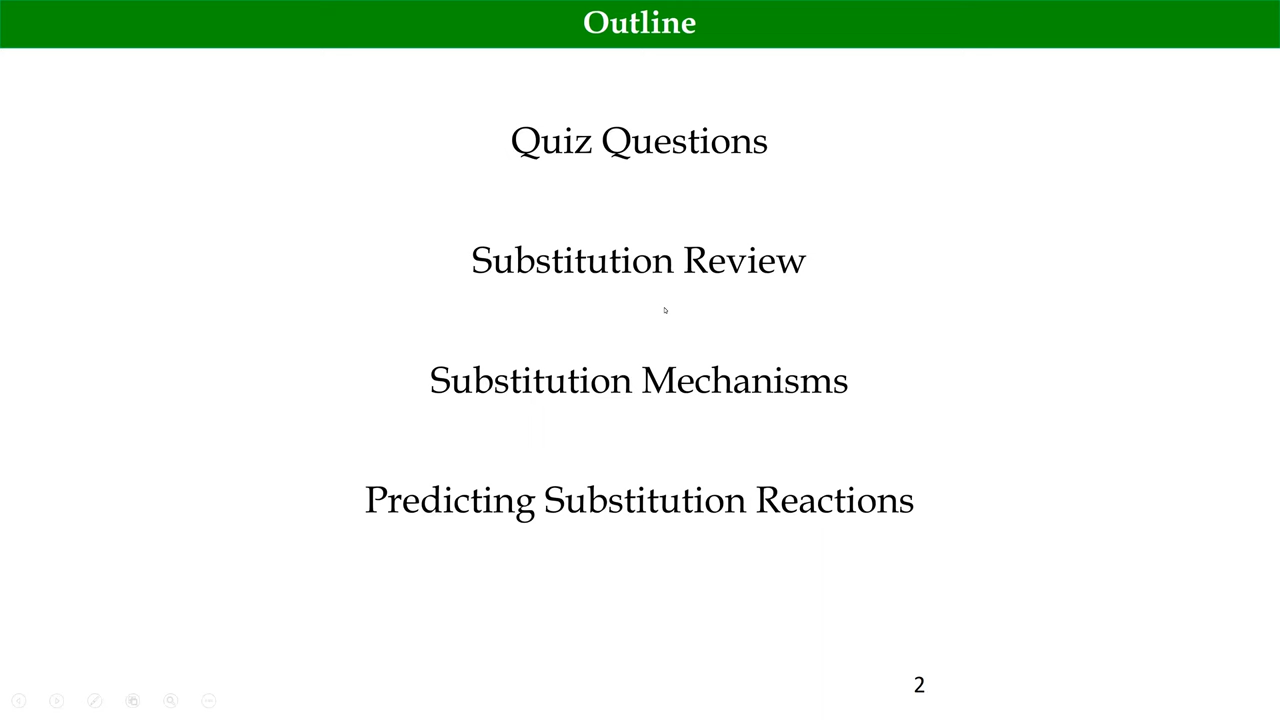 Outline
Quiz Questions
Substitution Review
Substitution Mechanisms
Predicting Substitution Reactions
2